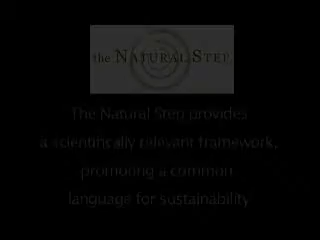 the NATURAL STEP
The Natural Step provides
a scientifically relevant framework,
promoting a common
language for sustainability